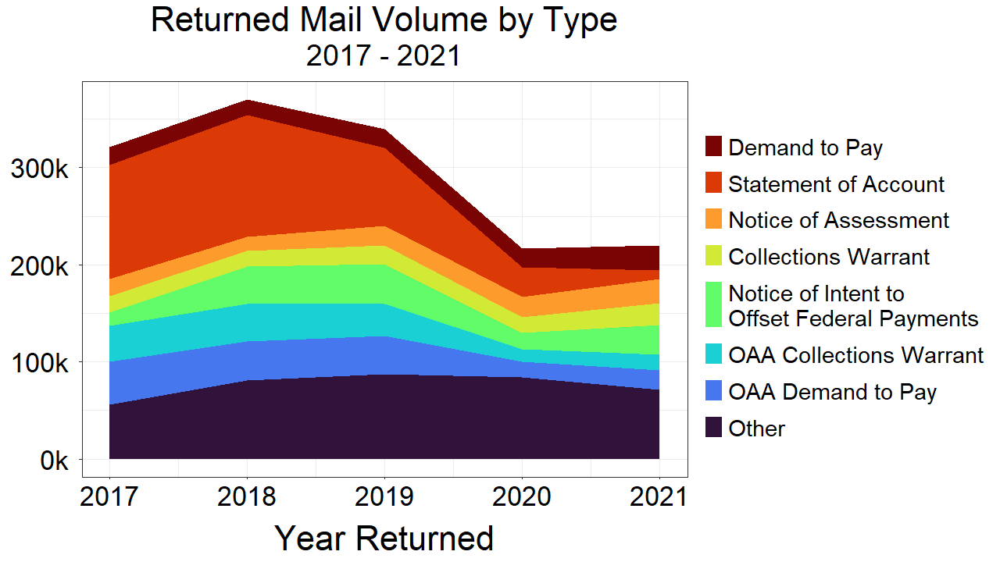 Returned Mail Volume by Type
2017 - 2021
300k
200k
100k
0k
2017 2018 2019 2020 2021
Year Returned
Demand to Pay
Statement of Account
Notice of Assessment
Collections Warrant
Notice of Intent to
Offset Federal Payments
OAA Collections Warrant
OAA Demand to Pay
Other